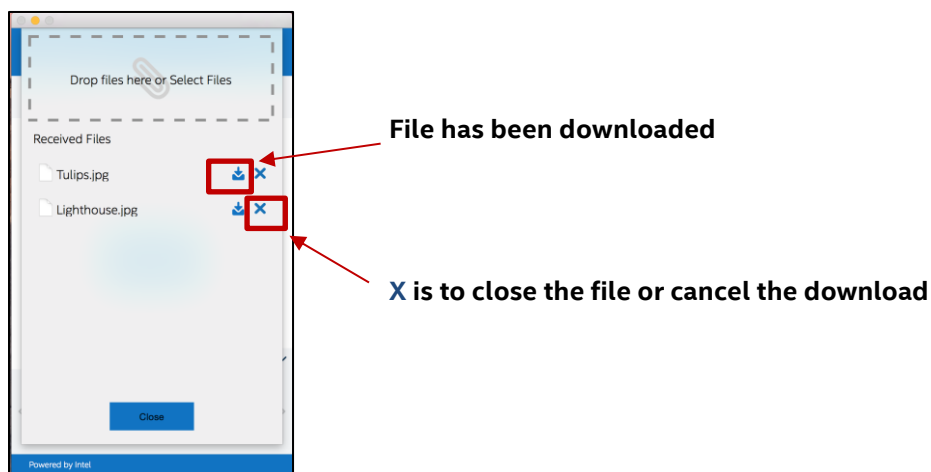 Drop files here or Select Files
Received Files
File has been downloaded
Tulips.jpg
Lighthouse.jpg
X is to close the file or cancel the download
Close
Powered by Intel